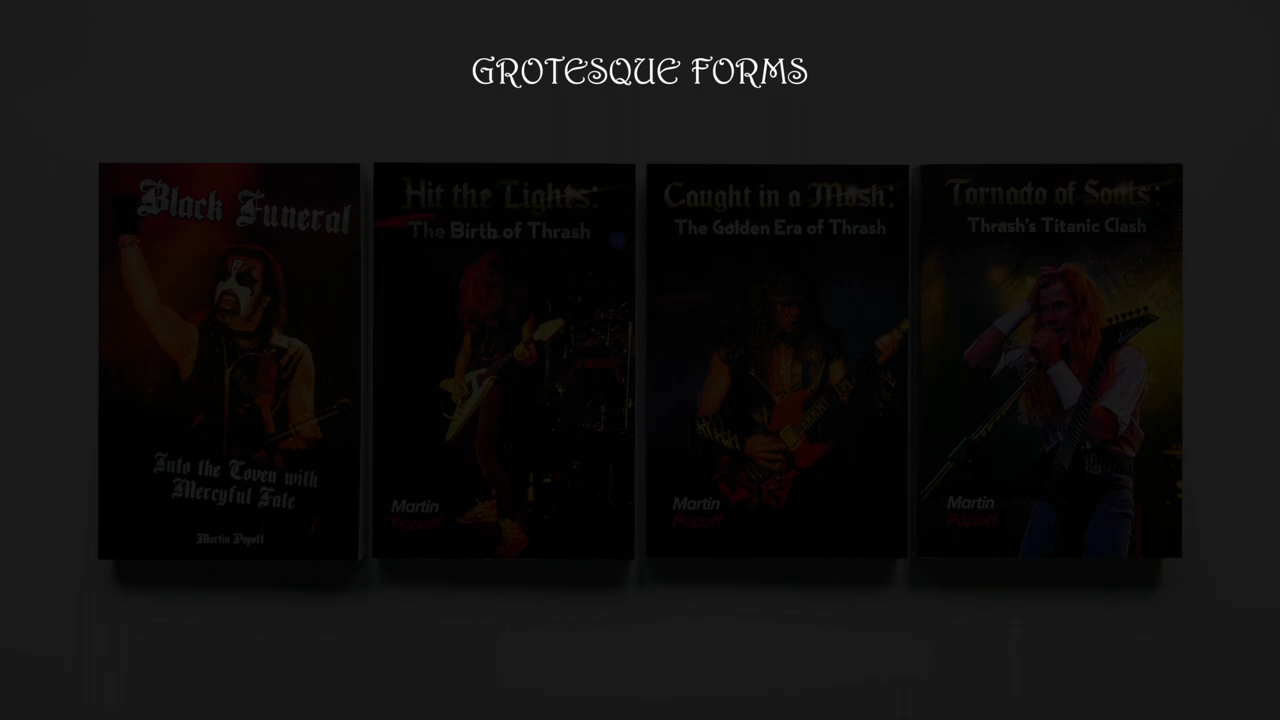 GROTESQUE FORMS
Black Funeral
Into the Coven with
Mercyful Fate
Martin Popoff
Hit the Lights:
The Birth of Thrash
Martin
Popoff
Caught in a Mosh:
The Golden Era of Thrash
Martin
Popoff
Tornado of Souls:
Thrash's Titanic Clash
Martin
Popoff